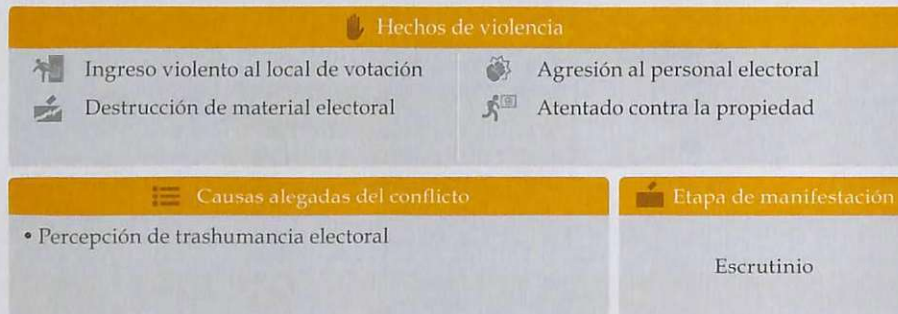 Hechos de violencia
Ingreso violento al local de votación
Destrucción de material electoral
Agresión al personal electoral
Atentado contra la propiedad
Causas alegadas del conflicto
• Percepción de trashumancia electoral
Etapa de manifestación
Escrutinio